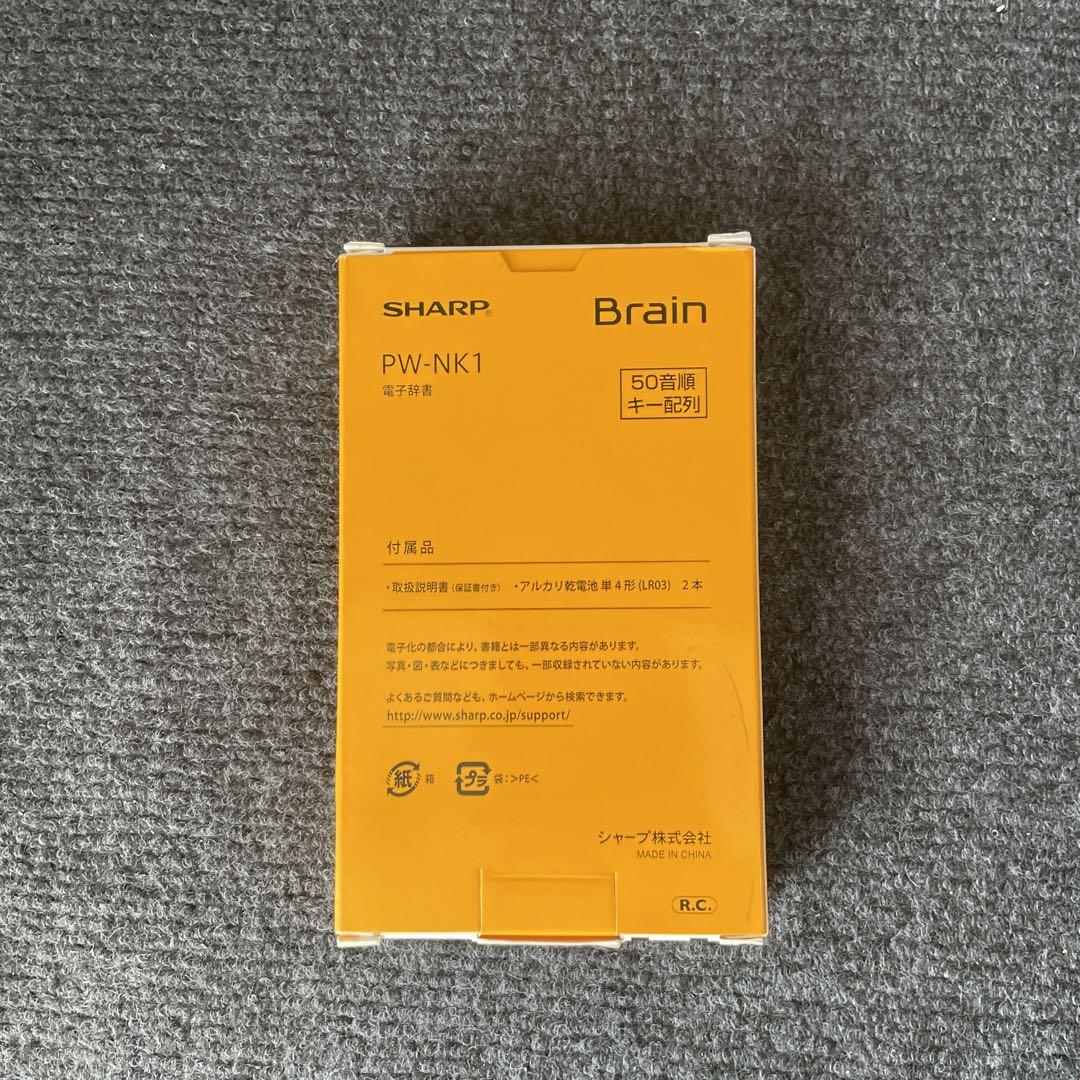 SHARP®
Brain
PW-NK1
電子辞書
50音順
キー配列
付属品
・取扱説明書(保証書付き) ・アルカリ乾電池 単4形(LR03) 2本
電子化の都合により、書籍とは一部異なる内容があります。
写真・図・表などにつきましても、一部収録されていない内容があります。
よくあるご質問なども、ホームページから検索できます。
http://www.sharp.co.jp/support/
紙 箱
プラ 袋:>PE<
シャープ株式会社
MADE IN CHINA
R.C.